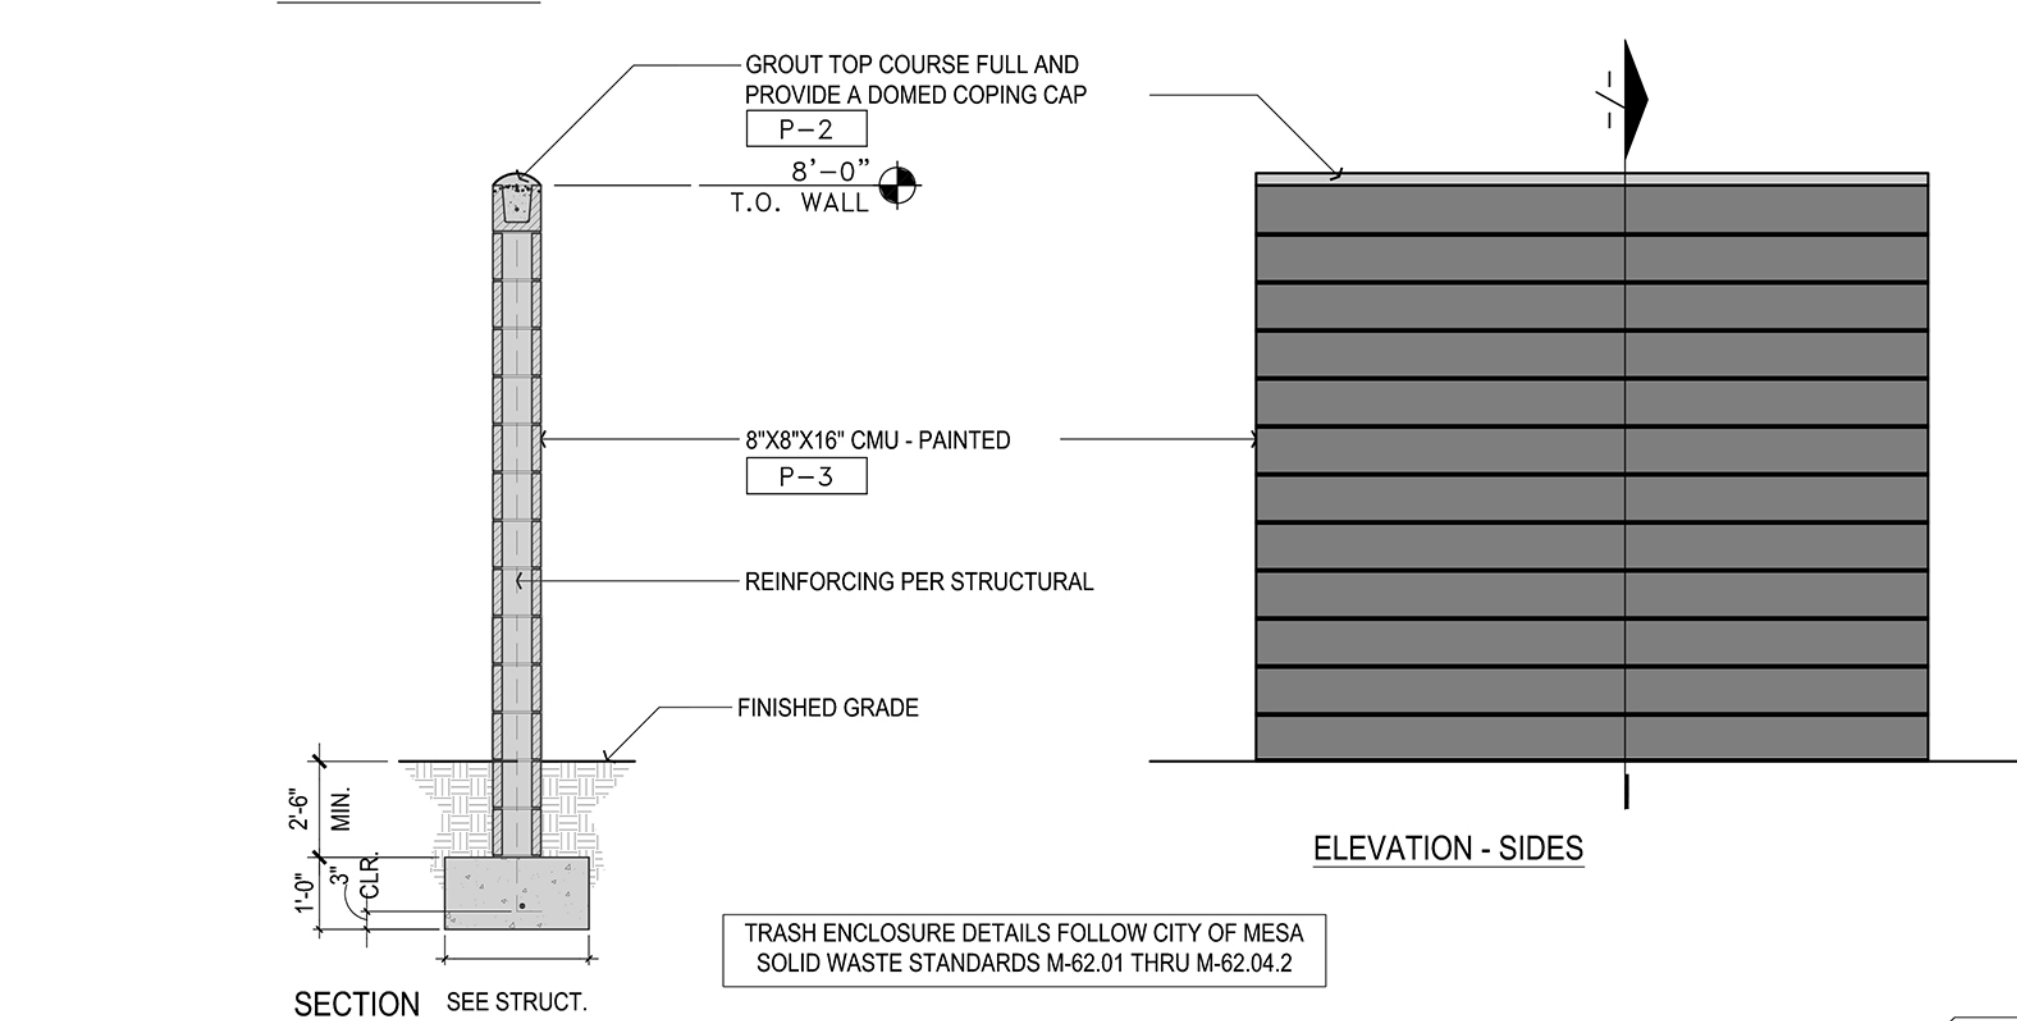 GROUT TOP COURSE FULL AND
PROVIDE A DOMED COPING CAP
P-2
8'-0"
T.O. WALL
8"X8"X16" CMU - PAINTED
P-3
REINFORCING PER STRUCTURAL
FINISHED GRADE
2'-6"
MIN.
1'-0"
3"
CLR.
ELEVATION - SIDES
TRASH ENCLOSURE DETAILS FOLLOW CITY OF MESA
SOLID WASTE STANDARDS M-62.01 THRU M-62.04.2
SECTION
SEE STRUCT.